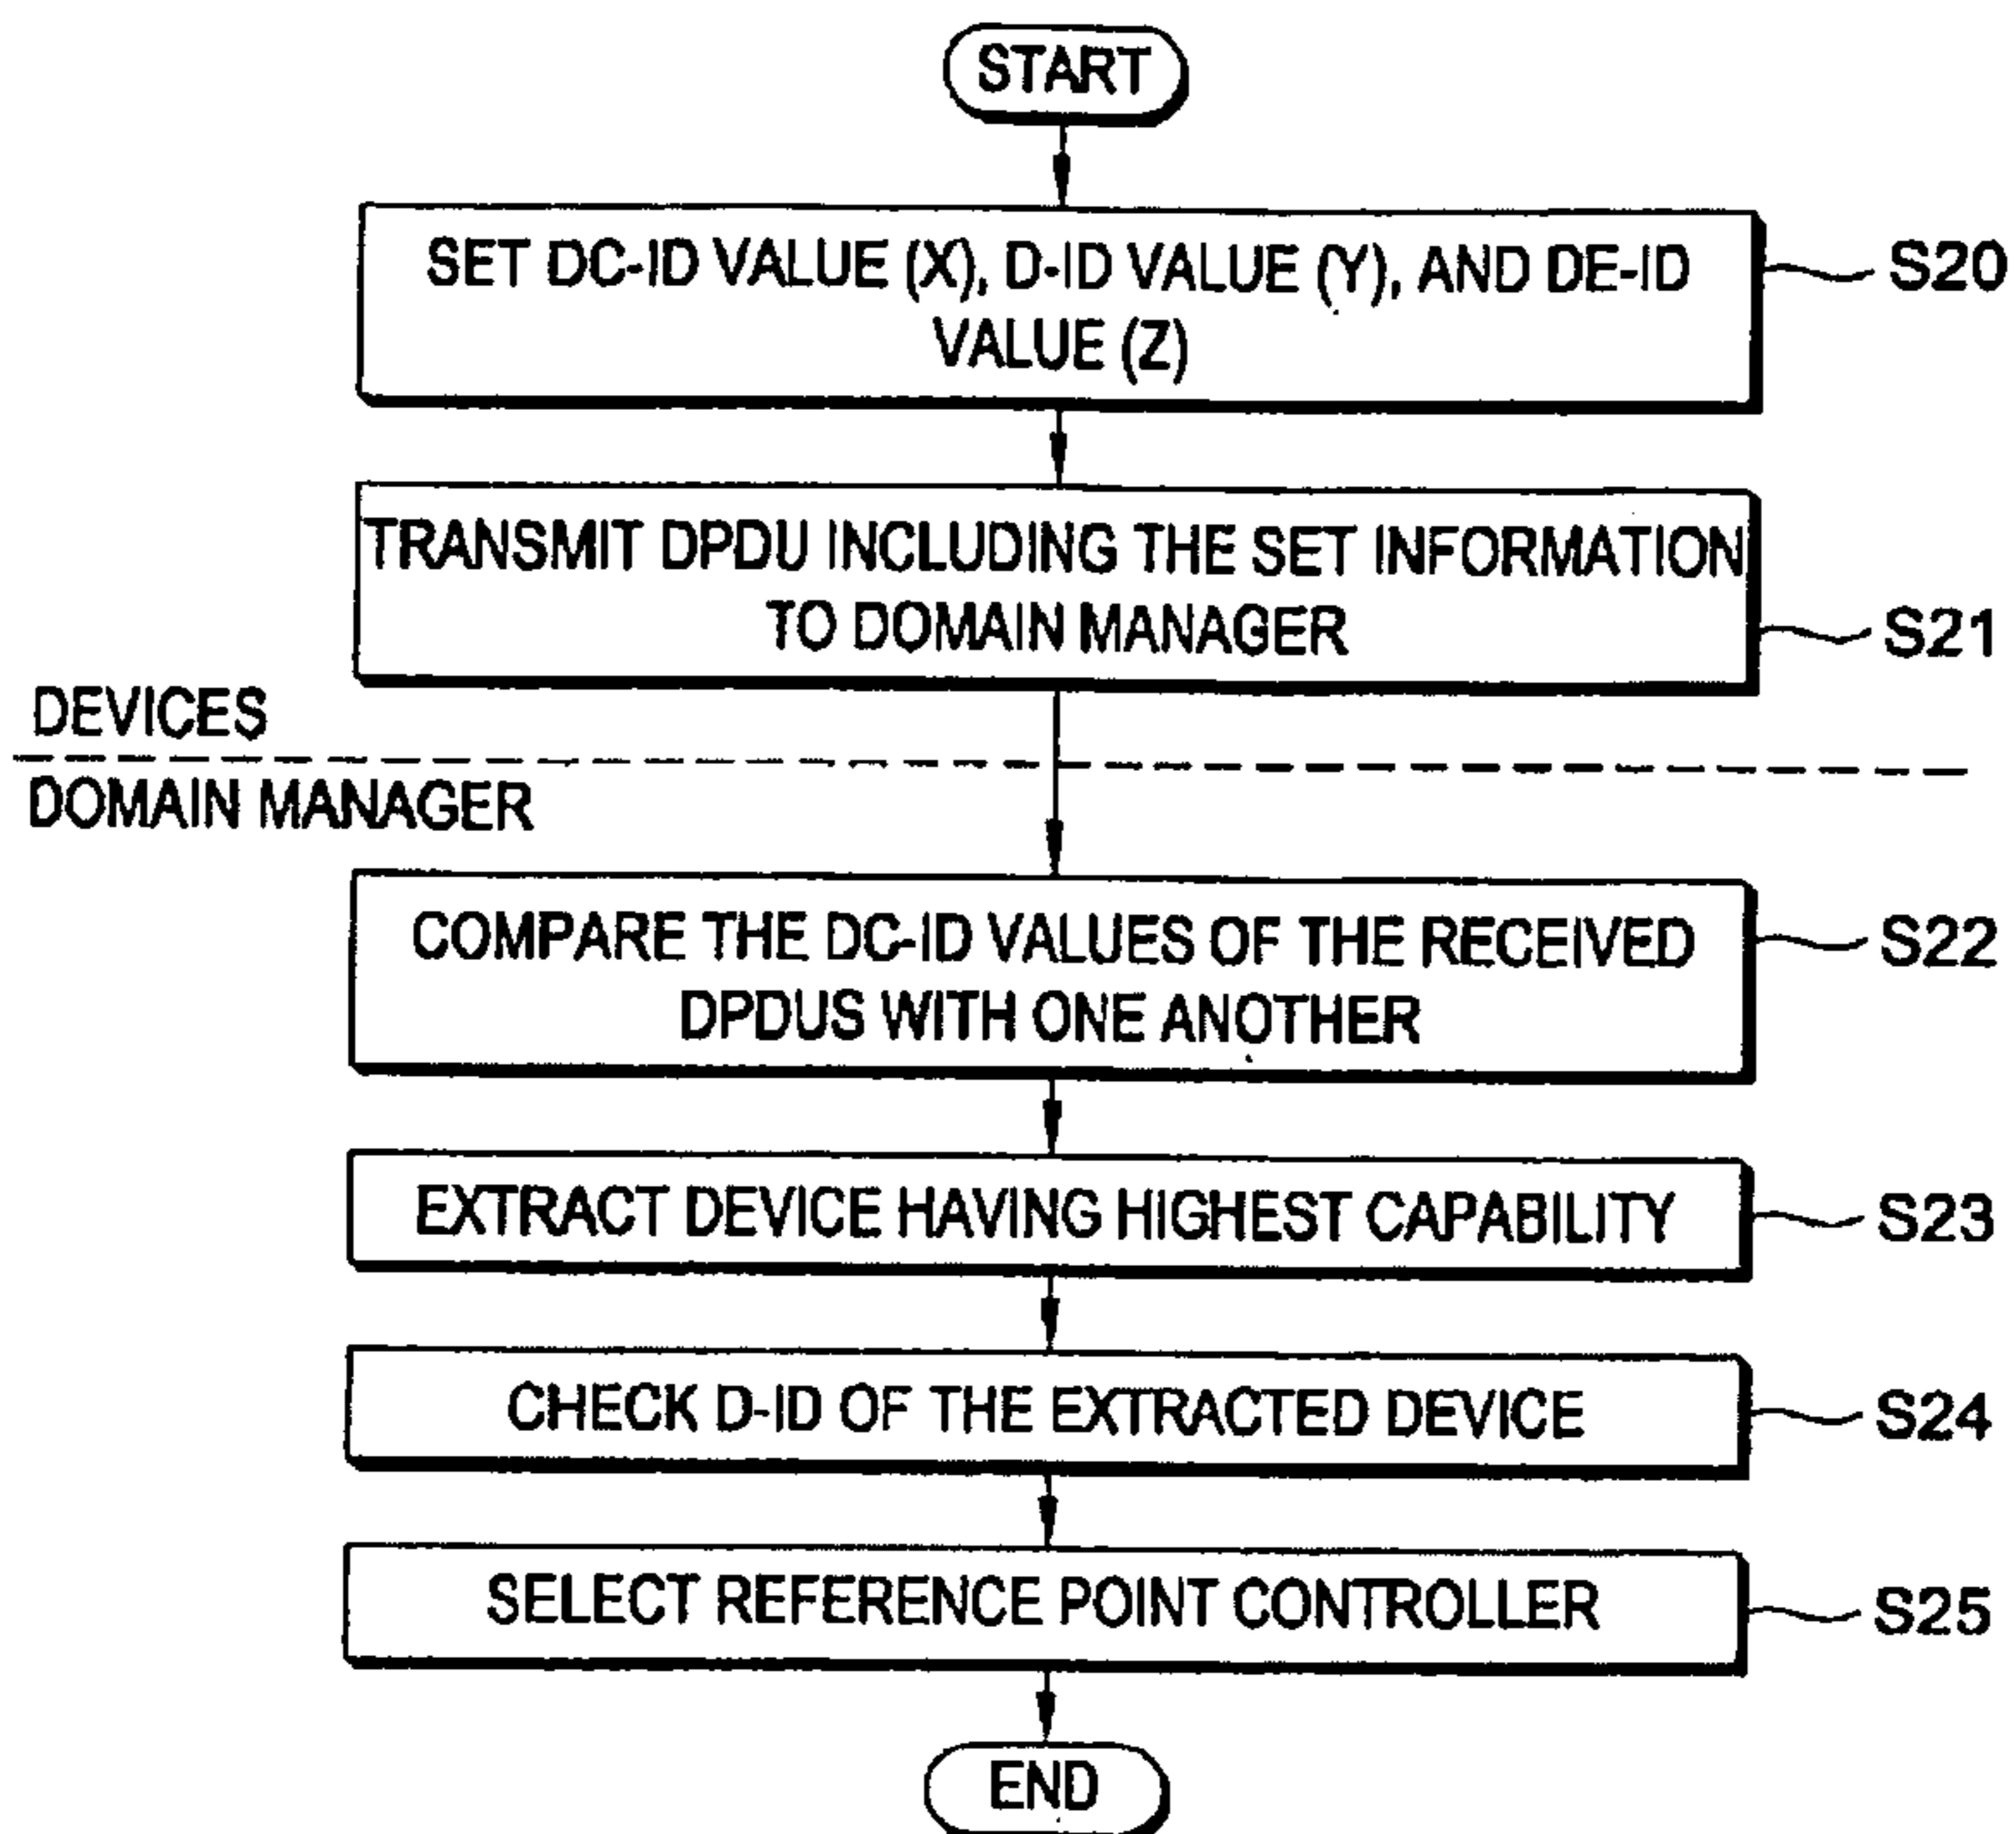 START
SET DC-ID VALUE (X), D-ID VALUE (Y), AND DE-ID
VALUE (Z)
S20
TRANSMIT DPDU INCLUDING THE SET INFORMATION
TO DOMAIN MANAGER
S21
DEVICES
DOMAIN MANAGER
COMPARE THE DC-ID VALUES OF THE RECEIVED
DPDUS WITH ONE ANOTHER
S22
EXTRACT DEVICE HAVING HIGHEST CAPABILITY
S23
CHECK D-ID OF THE EXTRACTED DEVICE
S24
SELECT REFERENCE POINT CONTROLLER
S25
END